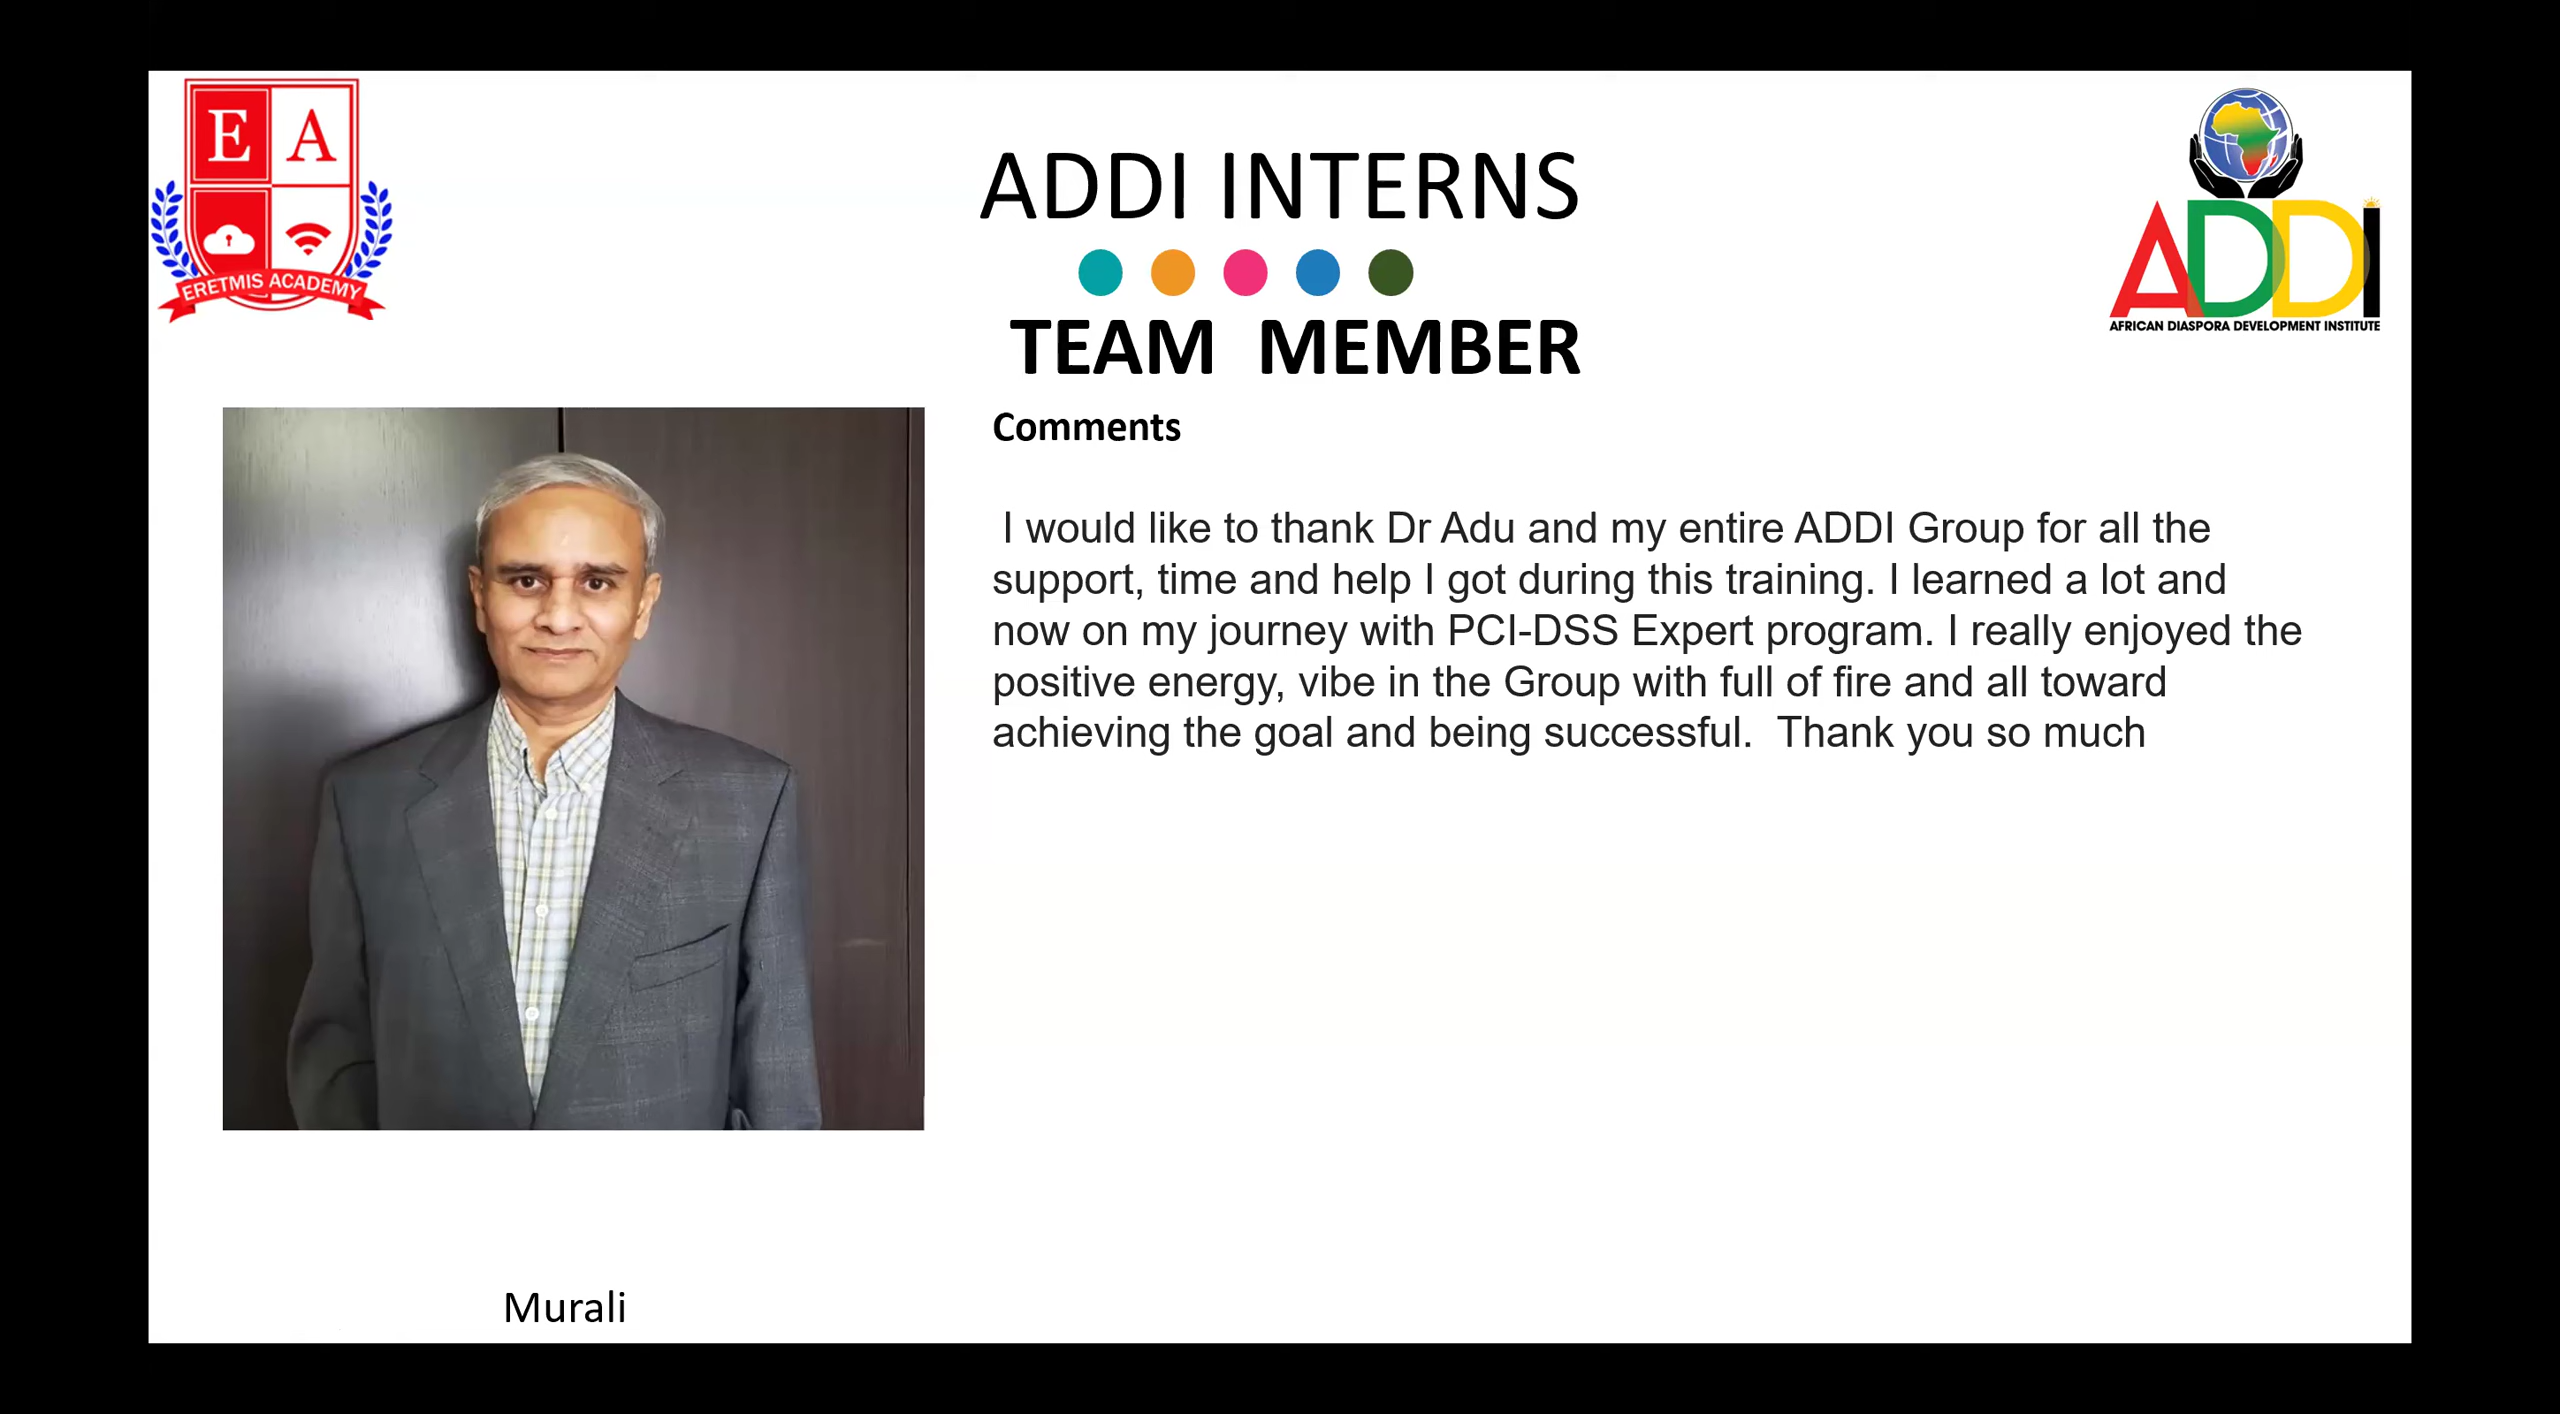 E A
ERETMIS ACADEMY
ADDI INTERNS
TEAM MEMBER
ADDI
AFRICAN DIASPORA DEVELOPMENT INSTITUTE
Comments
I would like to thank Dr Adu and my entire ADDI Group for all the
support, time and help I got during this training. I learned a lot and
now on my journey with PCI-DSS Expert program. I really enjoyed the
positive energy, vibe in the Group with full of fire and all toward
achieving the goal and being successful.  Thank you so much
Murali